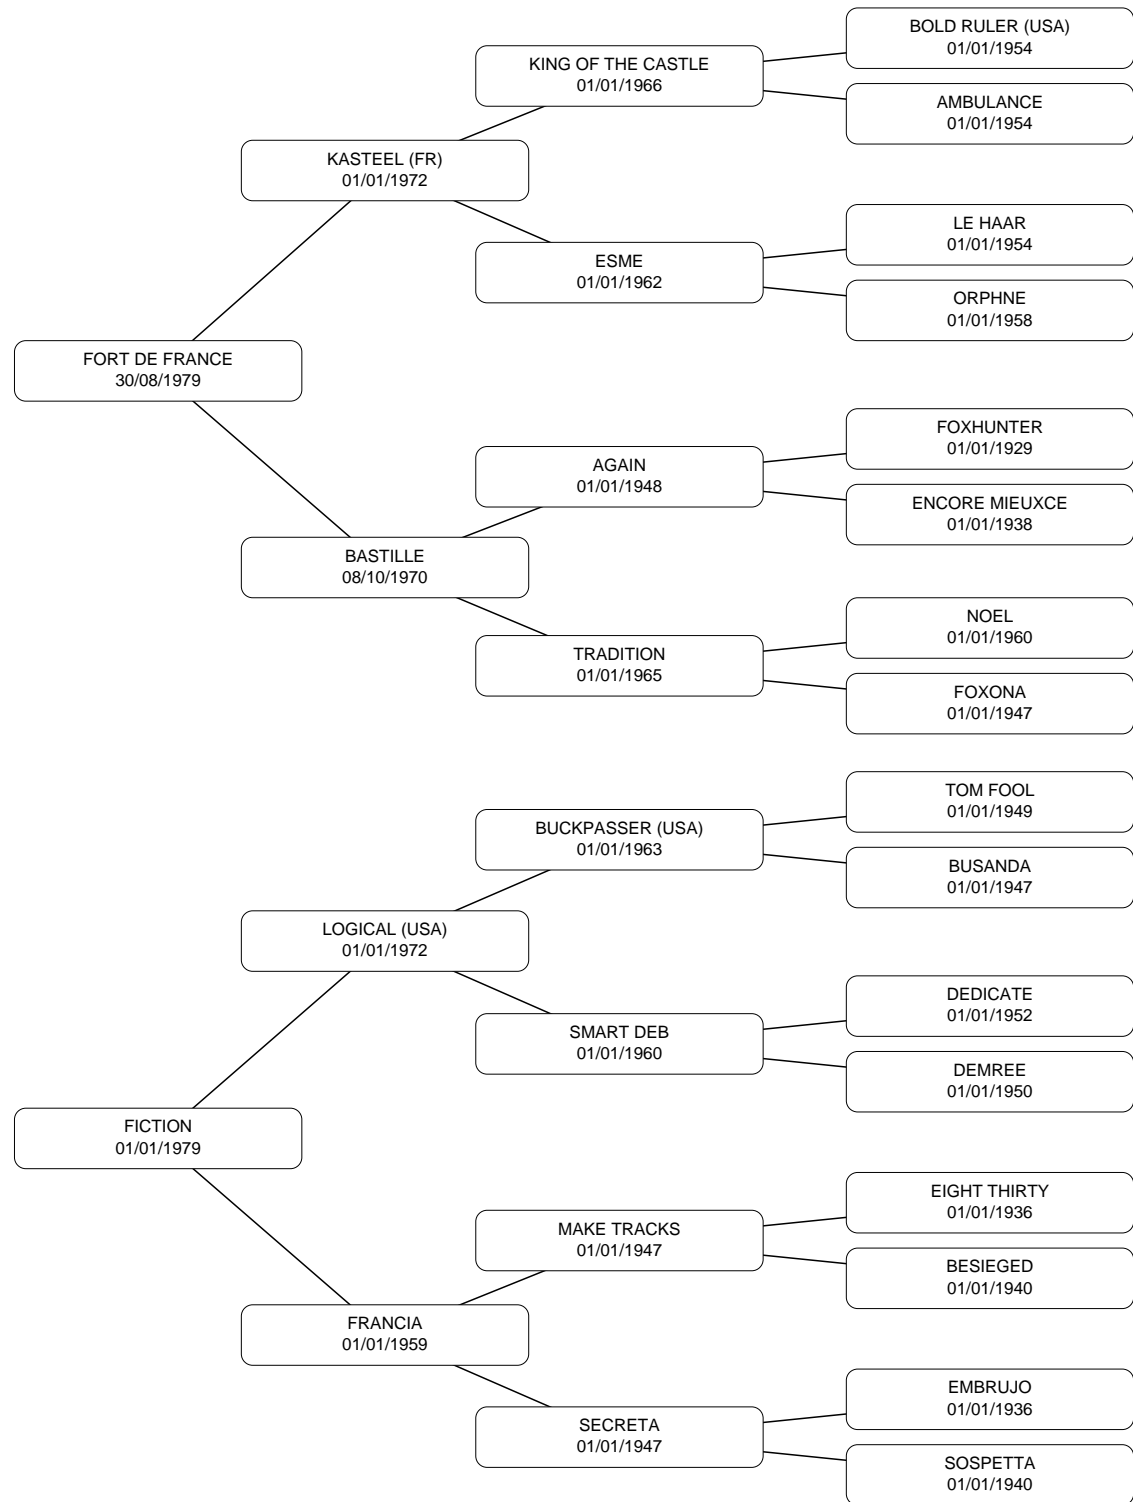 BOLD RULER (USA)
01/01/1954
KING OF THE CASTLE
01/01/1966
AMBULANCE
01/01/1954
KASTEEL (FR)
01/01/1972
LE HAAR
01/01/1954
ESME
01/01/1962
ORPHNE
01/01/1958
FORT DE FRANCE
30/08/1979
FOXHUNTER
01/01/1929
AGAIN
01/01/1948
ENCORE MIEUXCE
01/01/1938
BASTILLE
08/10/1970
NOEL
01/01/1960
TRADITION
01/01/1965
FOXONA
01/01/1947
TOM FOOL
01/01/1949
BUCKPASSER (USA)
01/01/1963
BUSANDA
01/01/1947
LOGICAL (USA)
01/01/1972
DEDICATE
01/01/1952
SMART DEB
01/01/1960
DEMREE
01/01/1950
FICTION
01/01/1979
EIGHT THIRTY
01/01/1936
MAKE TRACKS
01/01/1947
BESIEGED
01/01/1940
FRANCIA
01/01/1959
EMBRUJO
01/01/1936
SECRETA
01/01/1947
SOSPETTA
01/01/1940